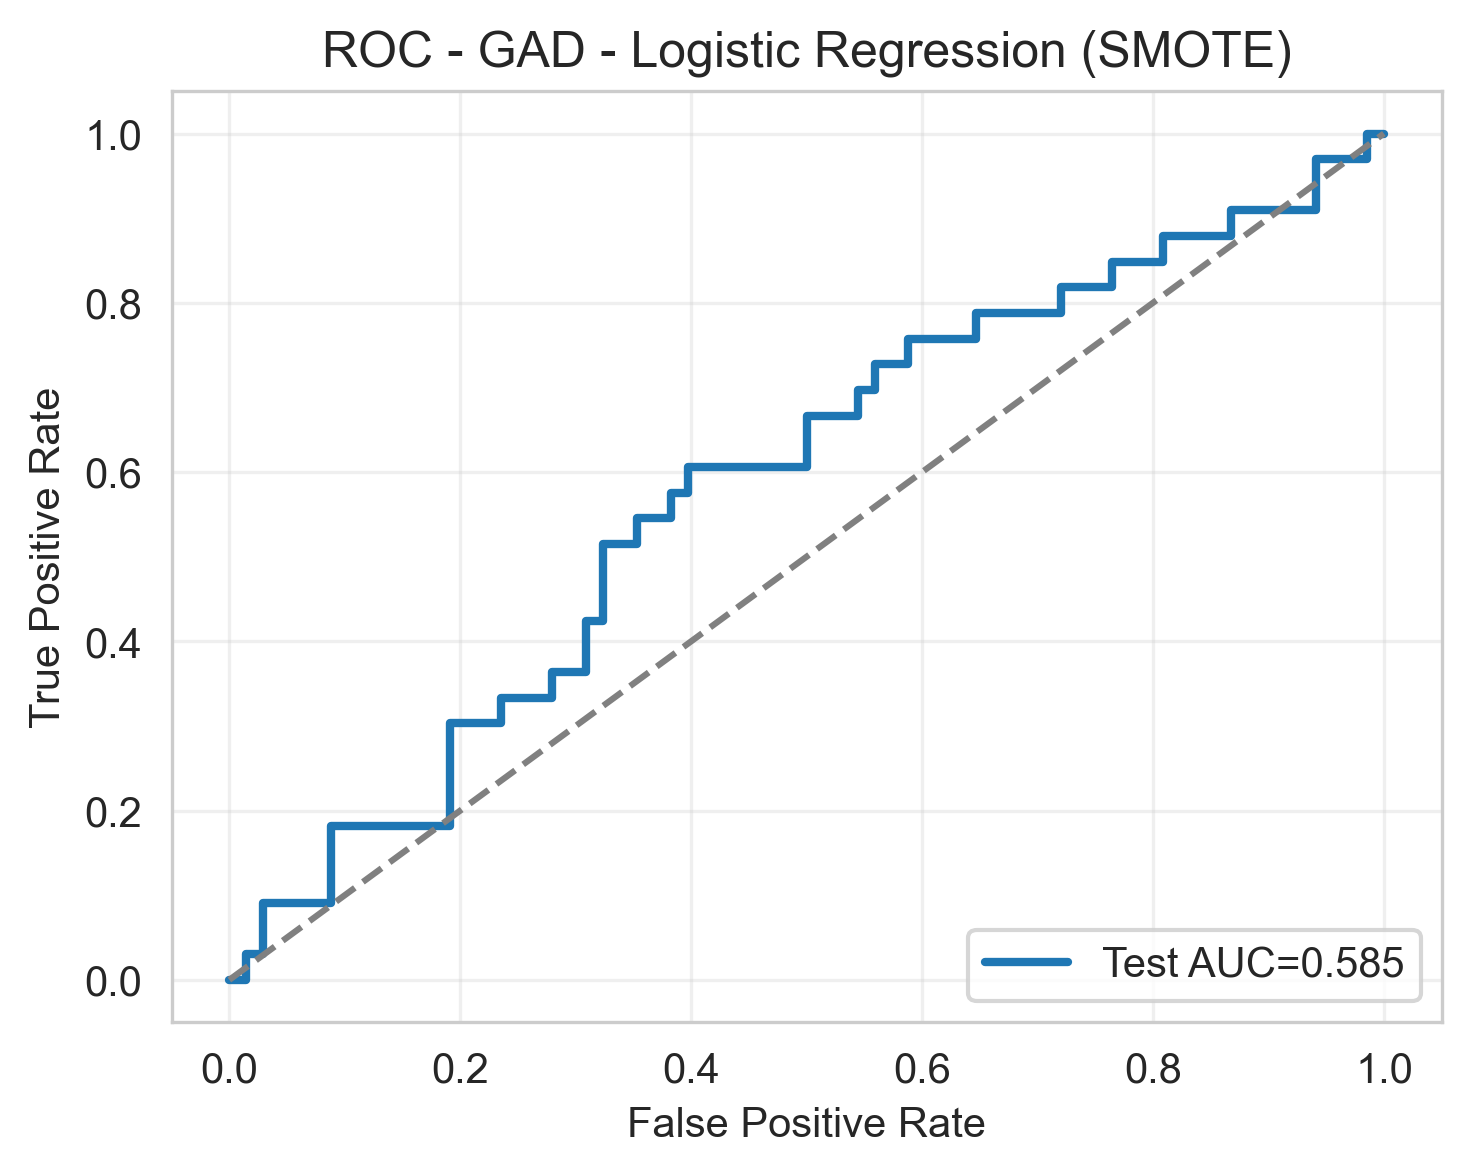 ROC - GAD - Logistic Regression (SMOTE)
1.0
0.8
0.6
0.4
0.2
0.0
True Positive Rate
Test AUC=0.585
0.0 0.2 0.4 0.6 0.8 1.0
False Positive Rate